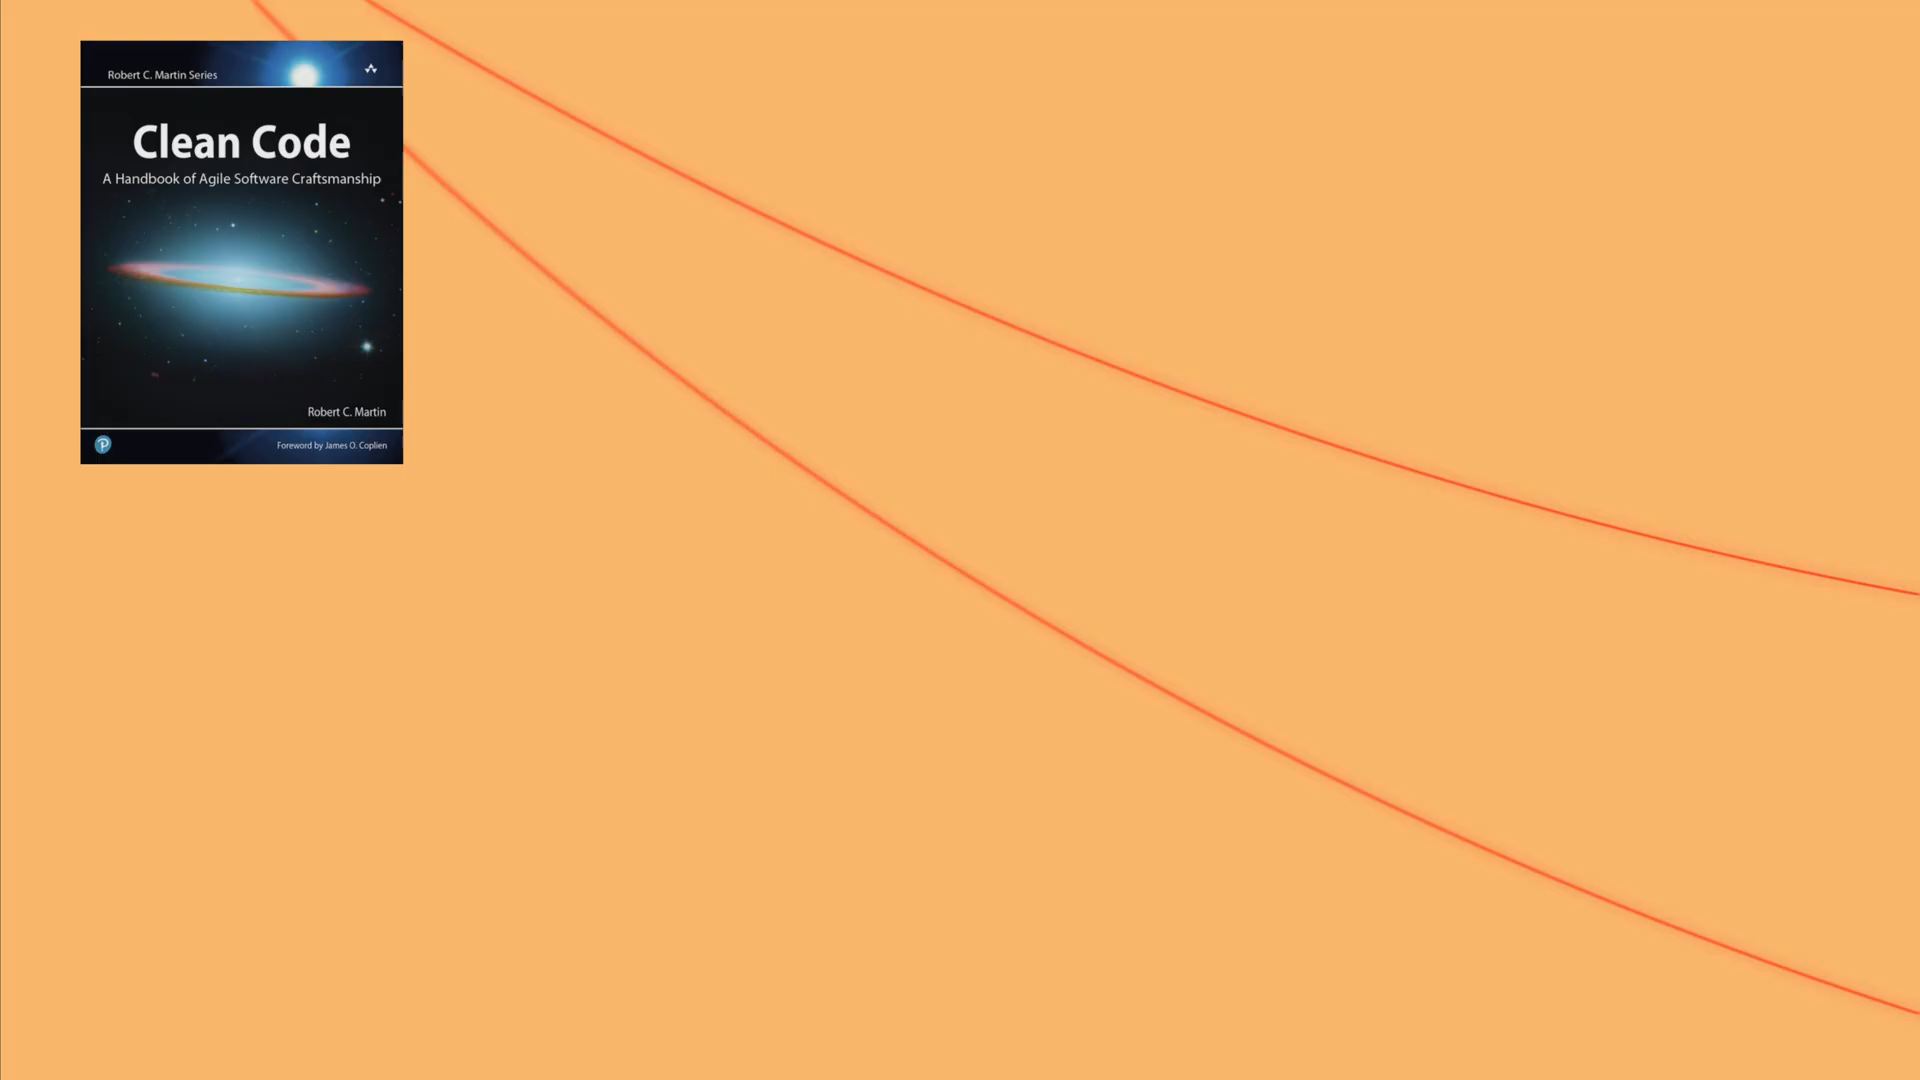 Robert C. Martin Series
Clean Code
A Handbook of Agile Software Craftsmanship
Robert C. Martin
Foreword by James O. Coplien